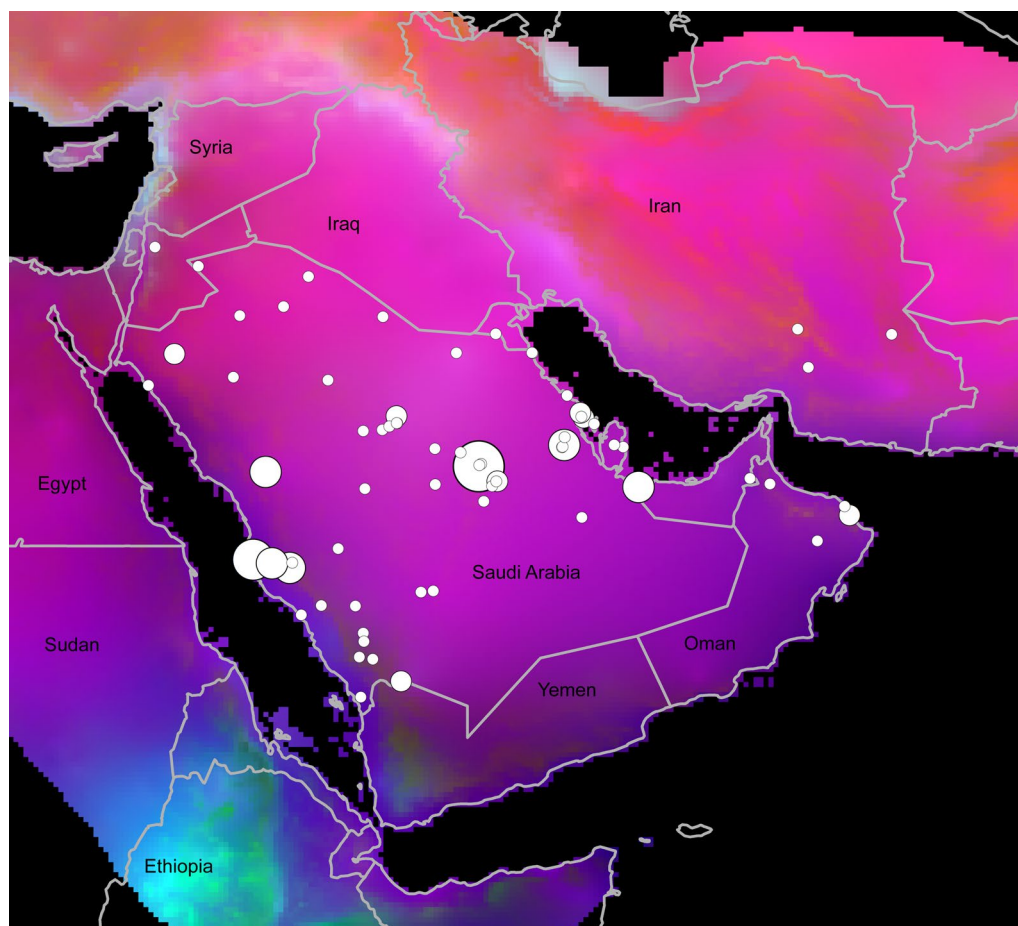 Syria
Iraq
Iran
Egypt
Saudi Arabia
Sudan
Oman
Yemen
Ethiopia